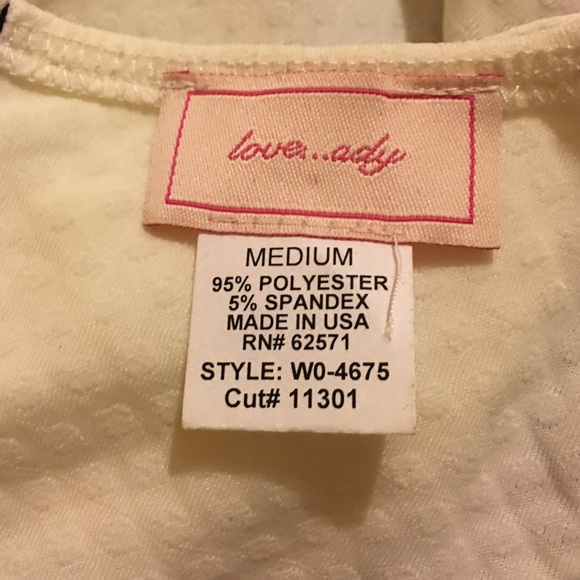 love...ady
MEDIUM
95% POLYESTER
5% SPANDEX
MADE IN USA
RN# 62571
STYLE: W0-4675
Cut# 11301